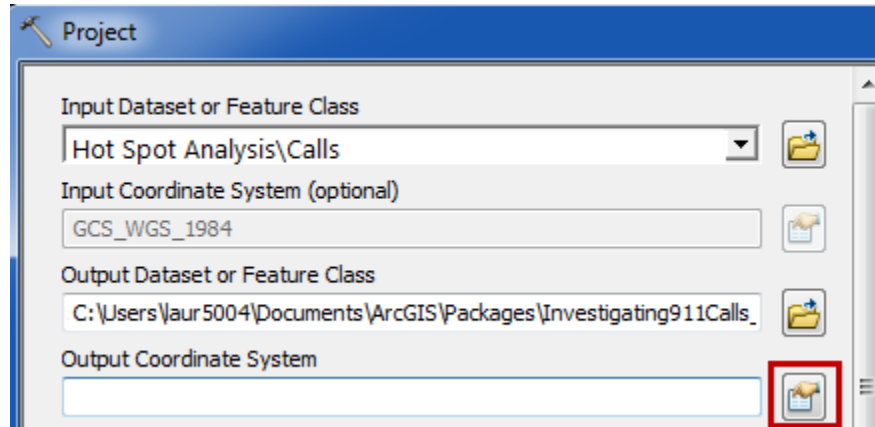 Project
Input Dataset or Feature Class
Hot Spot Analysis\Calls
Input Coordinate System (optional)
GCS_WGS_1984
Output Dataset or Feature Class
C:\Users\laur5004\Documents\ArcGIS\Packages\Investigating911Calls_
Output Coordinate System